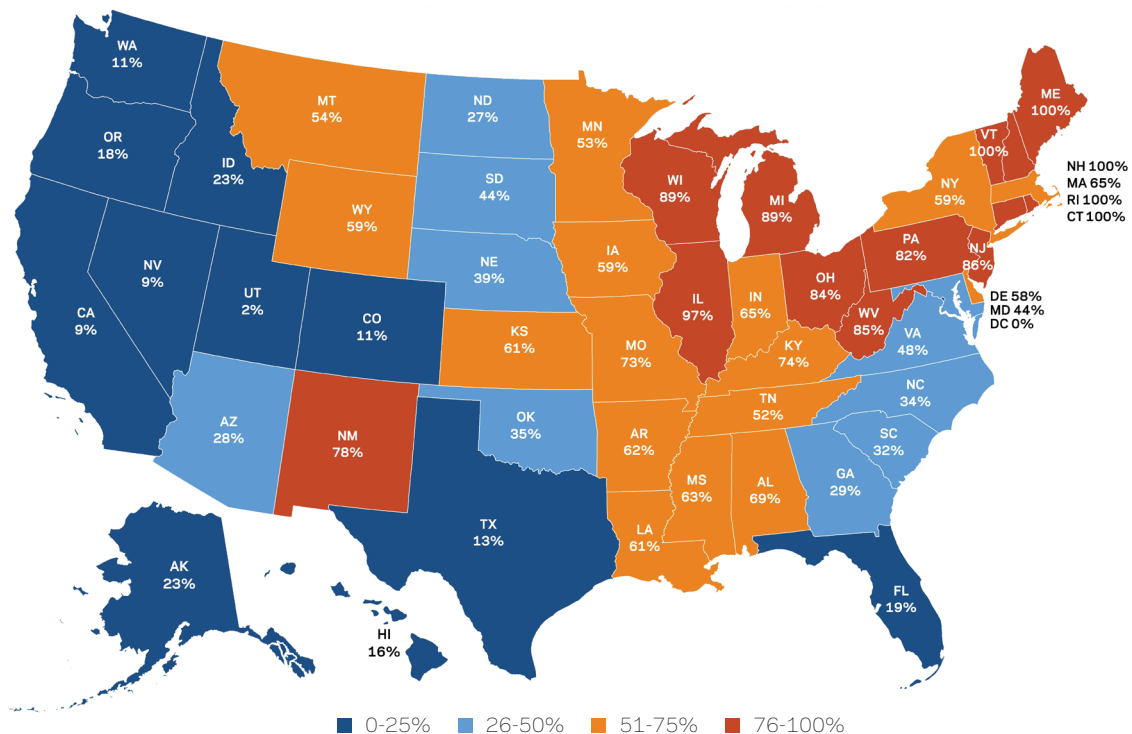 WA
11%
OR
18%
ID
23%
MT
54%
ND
27%
MN
53%
SD
44%
WY
59%
WI
89%
MI
89%
NY
59%
VT
100%
ME
100%
NH 100%
MA 65%
RI 100%
CT 100%
NV
9%
UT
2%
CA
9%
CO
11%
NE
39%
IA
59%
KS
61%
MO
73%
IL
97%
IN
65%
OH
84%
PA
82%
NJ
86%
WV
85%
KY
74%
VA
48%
DE 58%
MD 44%
DC 0%
AZ
28%
NM
78%
OK
35%
AR
62%
TN
52%
NC
34%
SC
32%
MS
63%
AL
69%
GA
29%
TX
13%
LA
61%
FL
19%
AK
23%
HI
16%
0-25%
26-50%
51-75%
76-100%